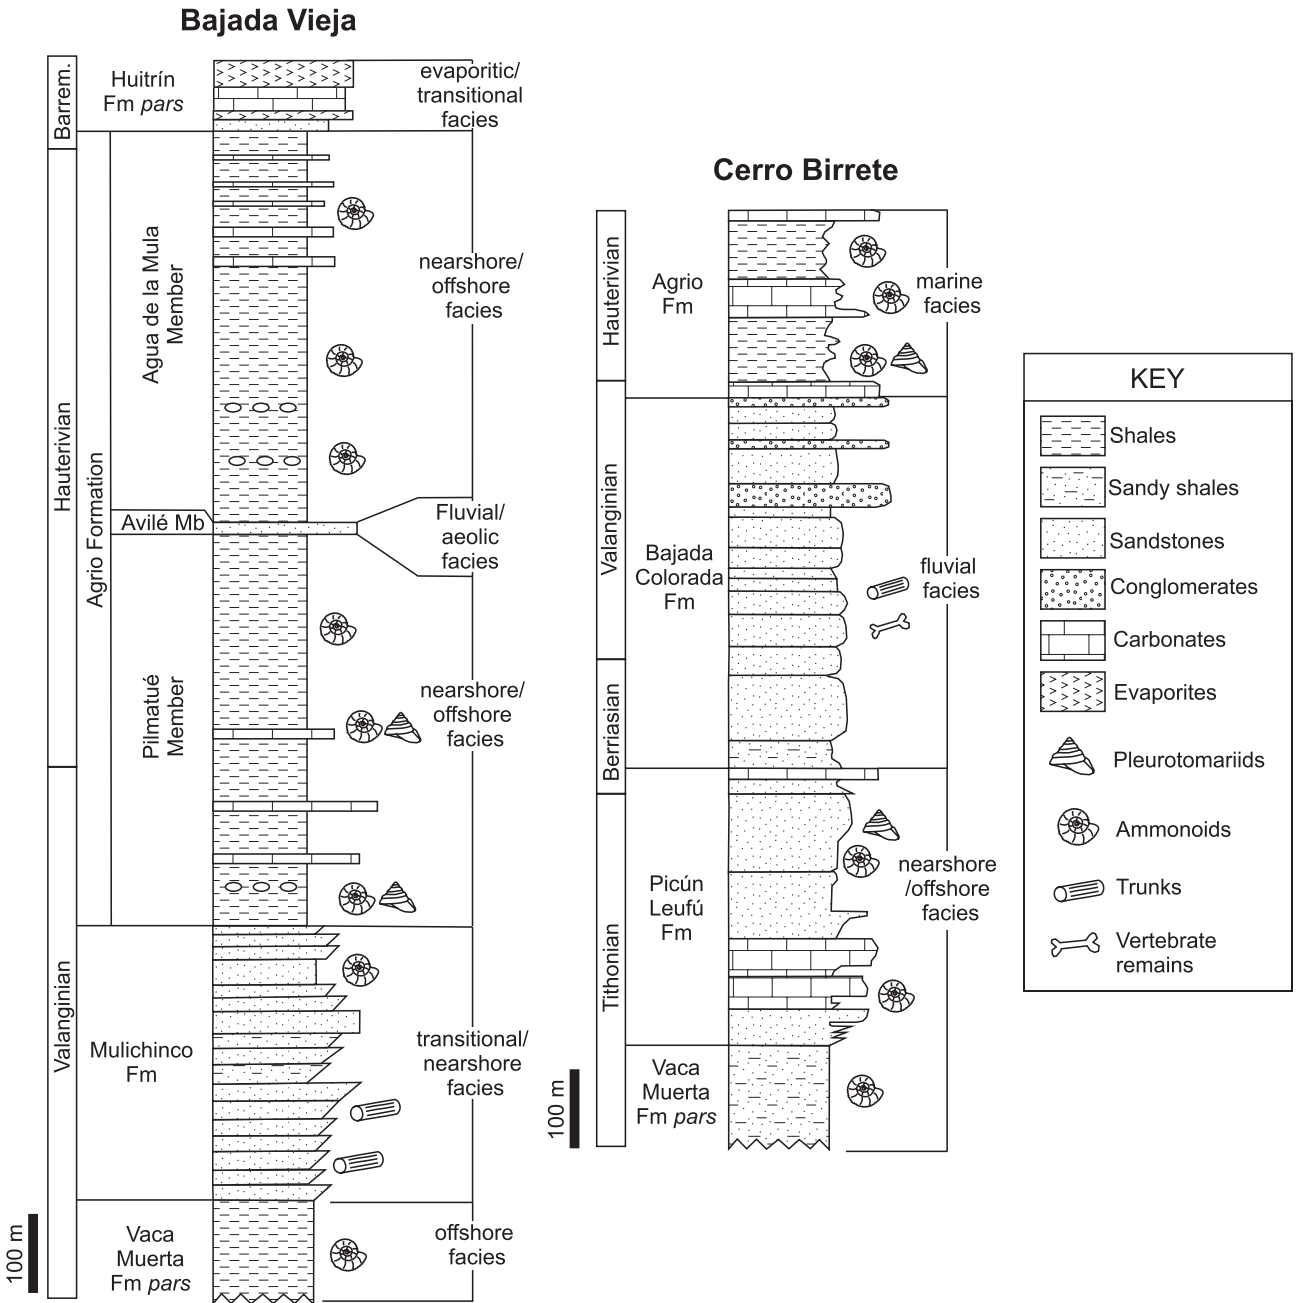 Bajada Vieja
Barrem.
Huitrín
Fm pars
evaporitic/
transitional
facies
Hauterivian
Agrio Formation
Agua de la Mula
Member
nearshore/
offshore
facies
Avilé Mb
Fluvial/
aeolic
facies
Pilmatué
Member
nearshore/
offshore
facies
Valanginian
Mulichinco
Fm
transitional/
nearshore
facies
Vaca
Muerta
Fm pars
offshore
facies
100 m
Cerro Birrete
Hauterivian
Agrio
Fm
marine
facies
Valanginian
Bajada
Colorada
Fm
fluvial
facies
Berriasian
Tithonian
Picún
Leufú
Fm
nearshore
/offshore
facies
Vaca
Muerta
Fm pars
100 m
KEY
Shales
Sandy shales
Sandstones
Conglomerates
Carbonates
Evaporites
Pleurotomariids
Ammonoids
Trunks
Vertebrate
remains